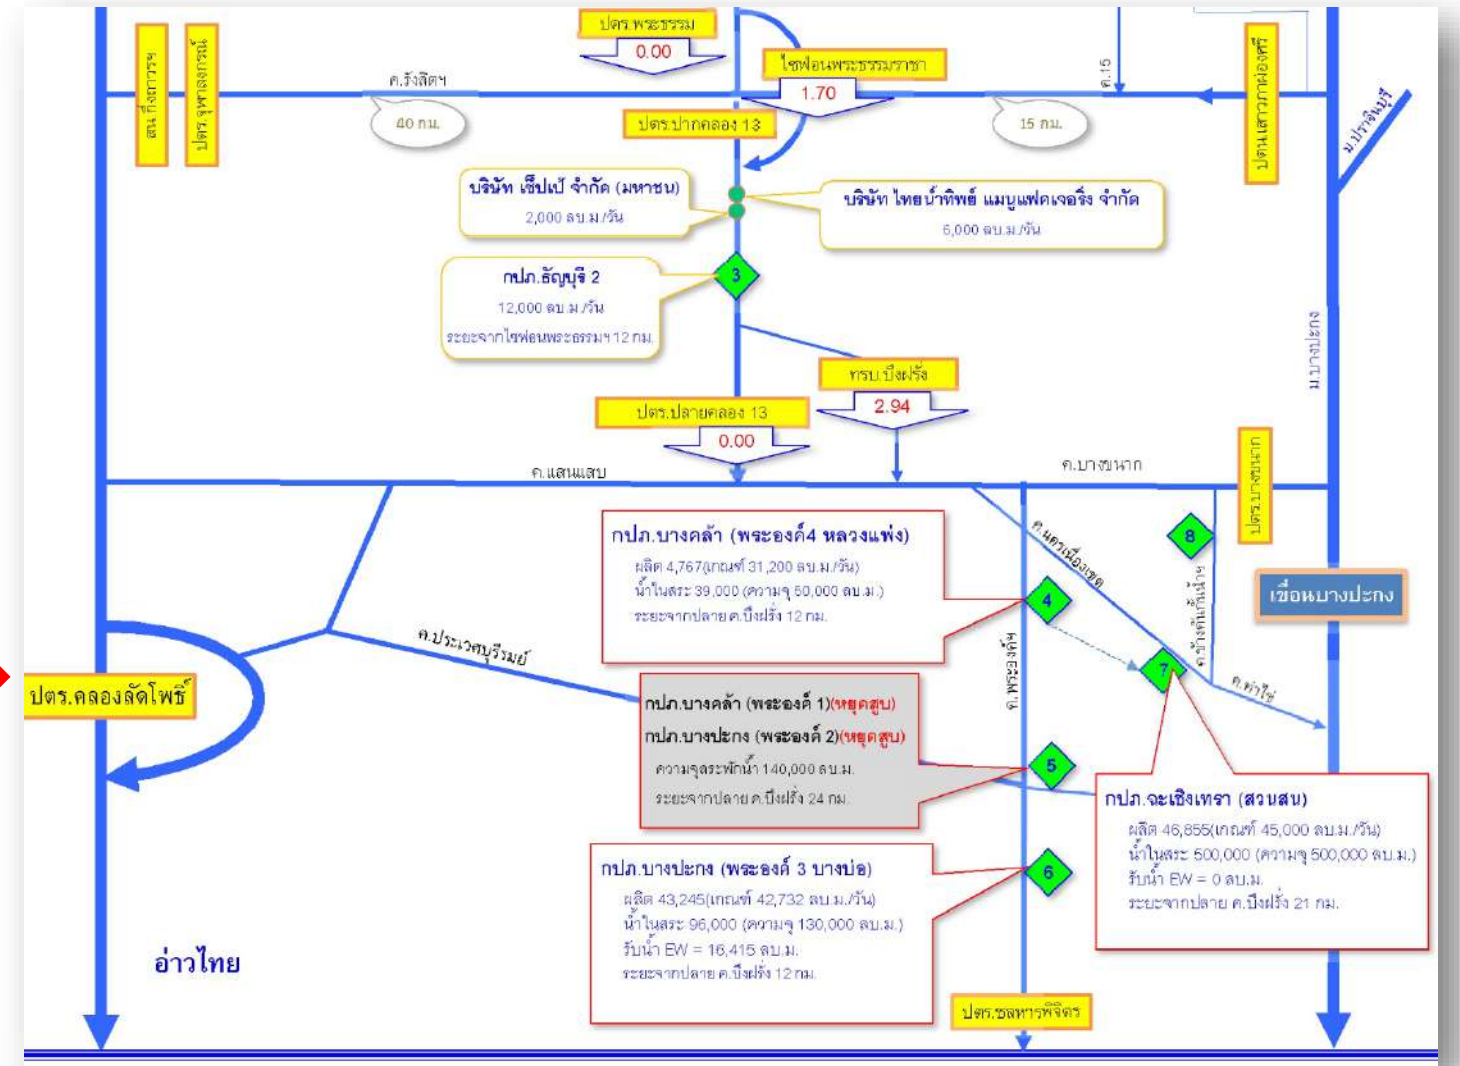 ปตร.พระธรรม
0.00
ไซฟอนพระธรรมราชา
1.70
สน.กึ่งถาวรฯ
ปตร.จุฬาลงกรณ์
ค.รังสิตฯ
40 กม.
ปตร.ปากคลอง 13
15 กม.
ค.15
ปตน.เสาวภาผ่องศรี
ม.ปราจีนบุรี
บริษัท เซ็ปเป้ จำกัด (มหาชน)
2,000 ลบ.ม./วัน
บริษัท ไทยน้ำทิพย์ แมนูแฟคเจอริ่ง จำกัด
6,000 ลบ.ม./วัน
กปภ.ธัญบุรี 2
12,000 ลบ.ม./วัน
ระยะจากไซฟอนพระธรรมฯ 12 กม.
3
ม.บางปะกง
ทรบ.บึงฝรั่ง
2.94
ปตร.ปลายคลอง 13
0.00
ค.แสนแสบ
ค.บางขนาก
ปตร.บางขนาก
กปภ.บางคล้า (พระองค์4 หลวงแพ่ง)
ผลิต 4,767(เกณฑ์ 31,200 ลบ.ม./วัน)
น้ำในสระ 39,000 (ความจุ 50,000 ลบ.ม.)
ระยะจากปลาย ค.บึงฝรั่ง 12 กม.
4
ค.นครเนื่องเขต
8
เขื่อนบางปะกง
ค.ประเวศบุรีรมย์
ค.พระองค์ฯ
7
ค.ท่าไข่
ปตร.คลองลัดโพธิ์
กปภ.บางคล้า (พระองค์ 1)(หยุดสูบ)
กปภ.บางปะกง (พระองค์ 2)(หยุดสูบ)
ความจุสระพักน้ำ 140,000 ลบ.ม.
ระยะจากปลาย ค.บึงฝรั่ง 24 กม.
5
กปภ.ฉะเชิงเทรา (สวนสน)
ผลิต 46,855(เกณฑ์ 45,000 ลบ.ม./วัน)
น้ำในสระ 500,000 (ความจุ 500,000 ลบ.ม.)
รับน้ำ EW = 0 ลบ.ม.
ระยะจากปลาย ค.บึงฝรั่ง 21 กม.
กปภ.บางปะกง (พระองค์ 3 บางบ่อ)
ผลิต 43,245(เกณฑ์ 42,732 ลบ.ม./วัน)
น้ำในสระ 96,000 (ความจุ 130,000 ลบ.ม.)
รับน้ำ EW = 16,415 ลบ.ม.
ระยะจากปลาย ค.บึงฝรั่ง 12 กม.
6
อ่าวไทย
ปตร.ชลหารพิจิตร